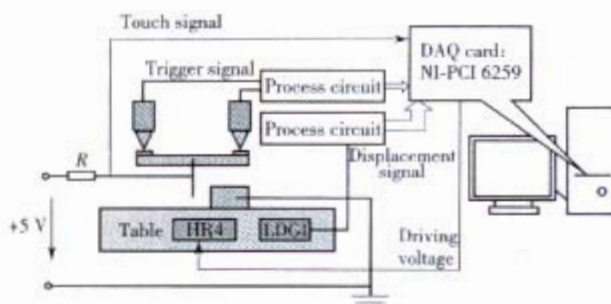 Touch signal
DAQ card:
NI-PCI 6259
Trigger signal
Process circuit
Process circuit
Displacement
signal
R
+5 V
Table
HR4
LDGI
Driving
voltage